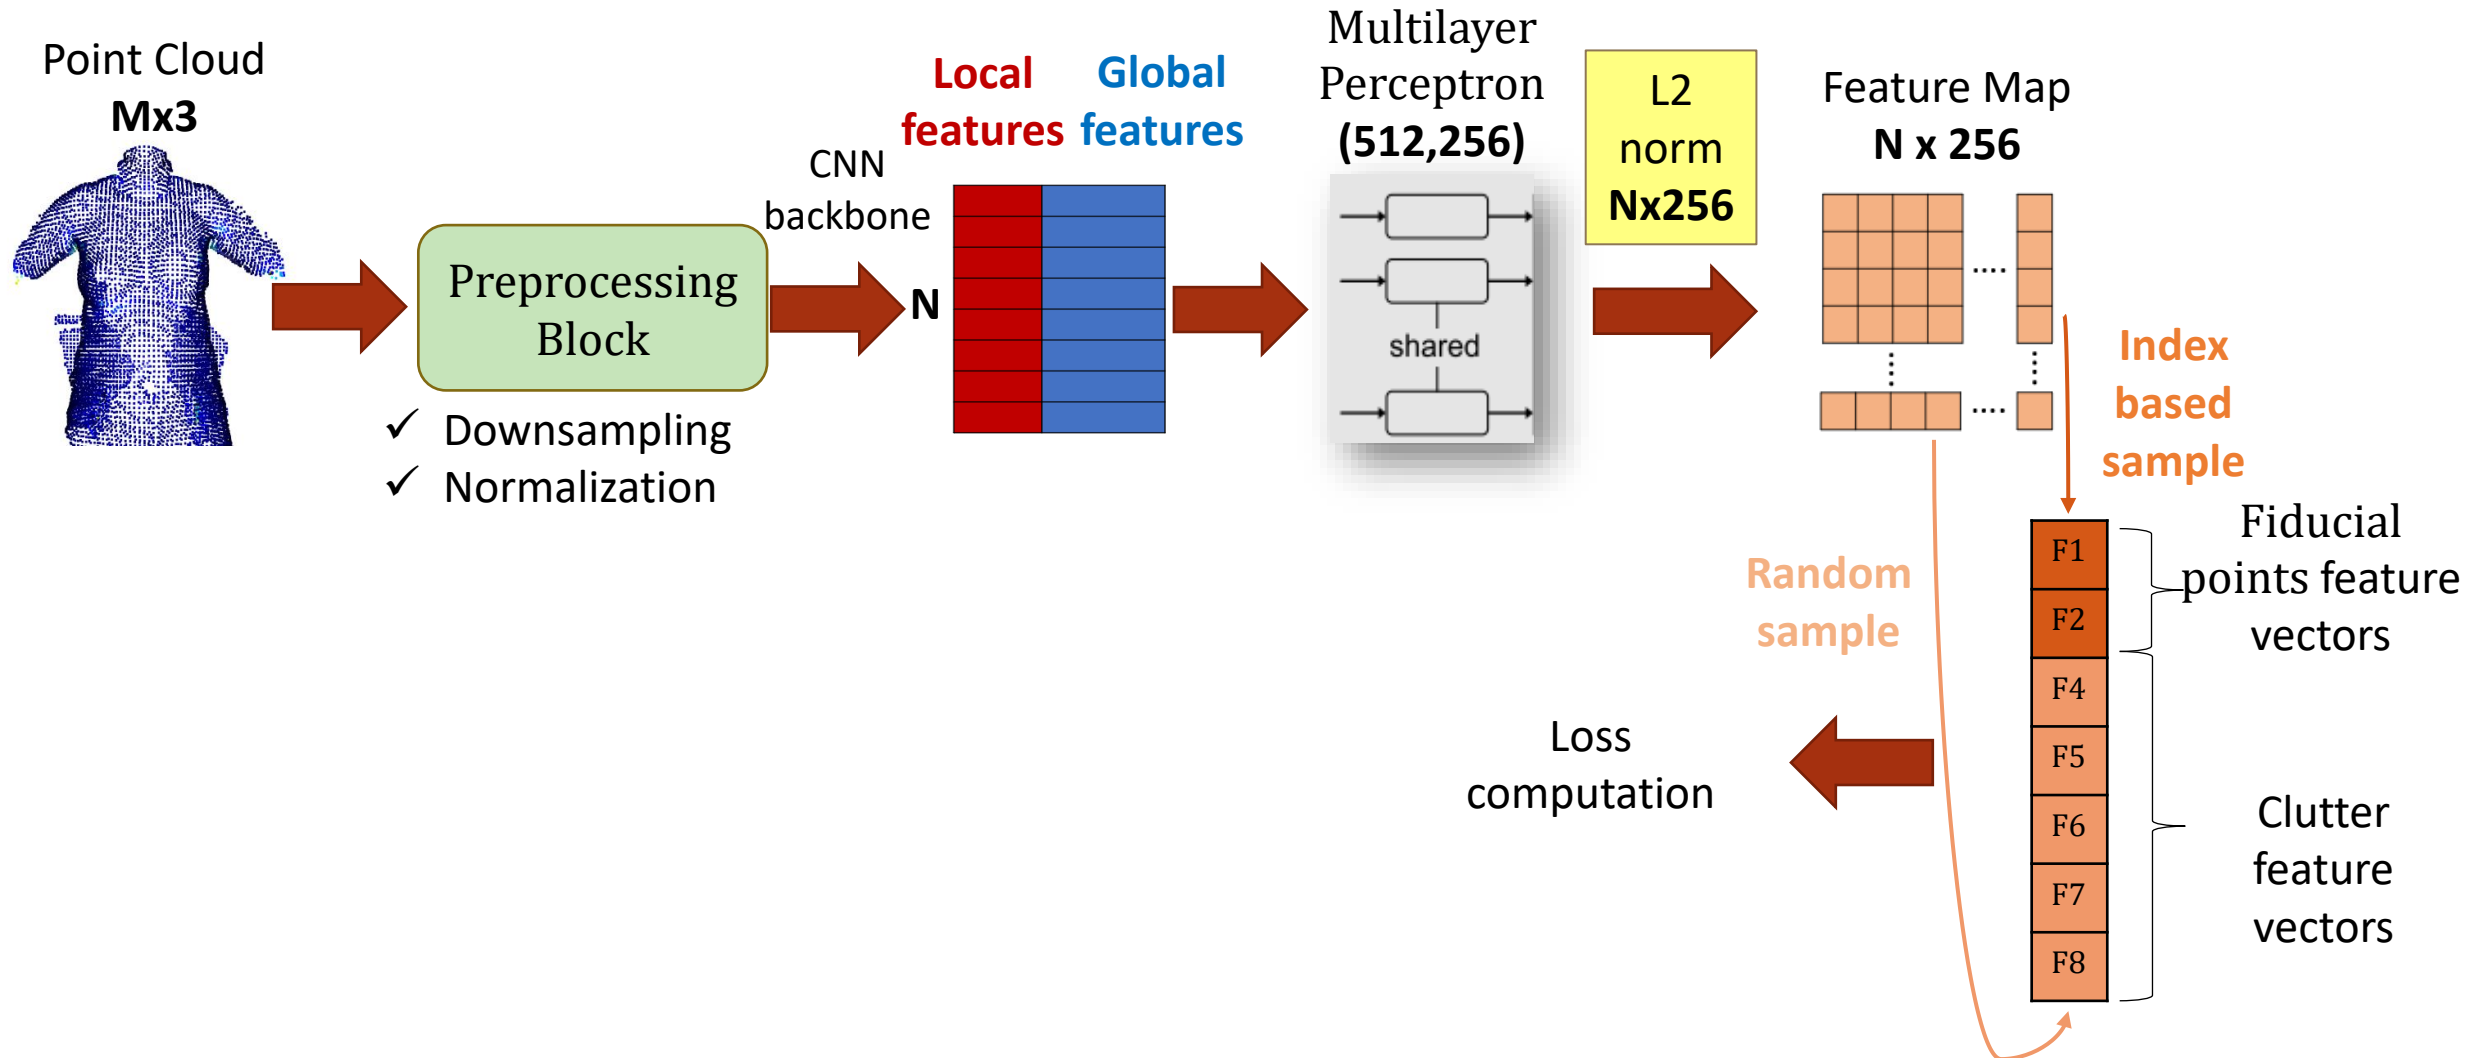 Point Cloud
Mx3
Preprocessing
Block
✓ Downsampling
✓ Normalization
CNN
backbone
Local
features
Global
features
N
Multilayer
Perceptron
(512,256)
shared
L2
norm
Nx256
Feature Map
N x 256
....
....
Index
based
sample
Random
sample
F1
F2
F4
F5
F6
F7
F8
Fiducial
points feature
vectors
Clutter
feature
vectors
Loss
computation